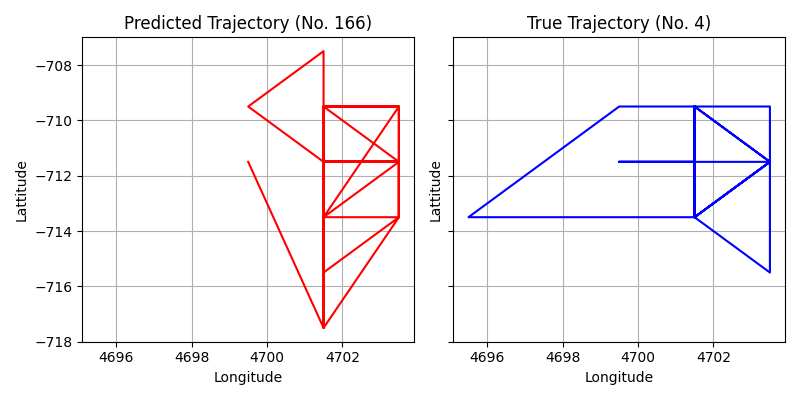 Predicted Trajectory (No. 166)
−708
−710
−712
−714
−716
−718
Lattitude
4696 4698 4700 4702
Longitude
True Trajectory (No. 4)
Lattitude
4696 4698 4700 4702
Longitude